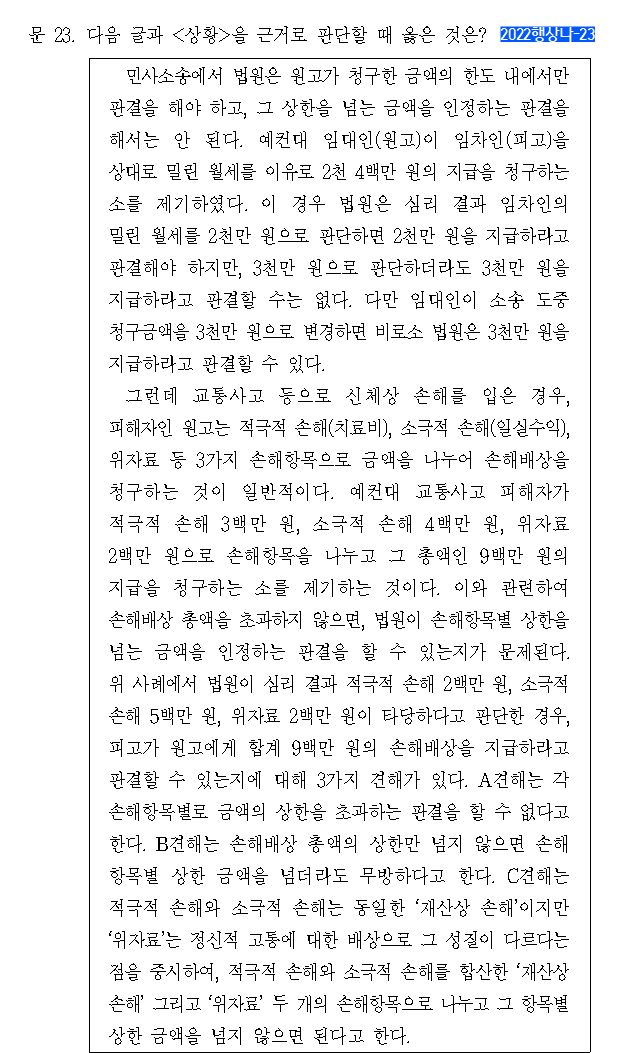 문 23. 다음 글과 <상황>을 근거로 판단할 때 옳은 것은? 2022행상나-23
민사소송에서 법원은 원고가 청구한 금액의 한도 내에서만
판결을 해야 하고, 그 상한을 넘는 금액을 인정하는 판결을
해서는 안 된다. 예컨대 임대인(원고)이 임차인(피고)을
상대로 밀린 월세를 이유로 2천 4백만 원의 지급을 청구하는
소를 제기하였다. 이 경우 법원은 심리 결과 임차인의
밀린 월세를 2천만 원으로 판단하면 2천만 원을 지급하라고
판결해야 하지만, 3천만 원으로 판단하더라도 3천만 원을
지급하라고 판결할 수는 없다. 다만 임대인이 소송 도중
청구금액을 3천만 원으로 변경하면 비로소 법원은 3천만 원을
지급하라고 판결할 수 있다.
그런데 교통사고 등으로 신체상 손해를 입은 경우,
피해자인 원고는 적극적 손해(치료비), 소극적 손해(일실수익),
위자료 등 3가지 손해항목으로 금액을 나누어 손해배상을
청구하는 것이 일반적이다. 예컨대 교통사고 피해자가
적극적 손해 3백만 원, 소극적 손해 4백만 원, 위자료
2백만 원으로 손해항목을 나누고 그 총액인 9백만 원의
지급을 청구하는 소를 제기하는 것이다. 이와 관련하여
손해배상 총액을 초과하지 않으면, 법원이 손해항목별 상한을
넘는 금액을 인정하는 판결을 할 수 있는지가 문제된다.
위 사례에서 법원이 심리 결과 적극적 손해 2백만 원, 소극적
손해 5백만 원, 위자료 2백만 원이 타당하다고 판단한 경우,
피고가 원고에게 합계 9백만 원의 손해배상을 지급하라고
판결할 수 있는지에 대해 3가지 견해가 있다. A견해는 각
손해항목별로 금액의 상한을 초과하는 판결을 할 수 없다고
한다. B견해는 손해배상 총액의 상한만 넘지 않으면 손해
항목별 상한 금액을 넘더라도 무방하다고 한다. C견해는
적극적 손해와 소극적 손해는 동일한 '재산상 손해'이지만
'위자료'는 정신적 고통에 대한 배상으로 그 성질이 다르다는
점을 중시하여, 적극적 손해와 소극적 손해를 합산한 '재산상
손해' 그리고 '위자료' 두 개의 손해항목으로 나누고 그 항목별
상한 금액을 넘지 않으면 된다고 한다.